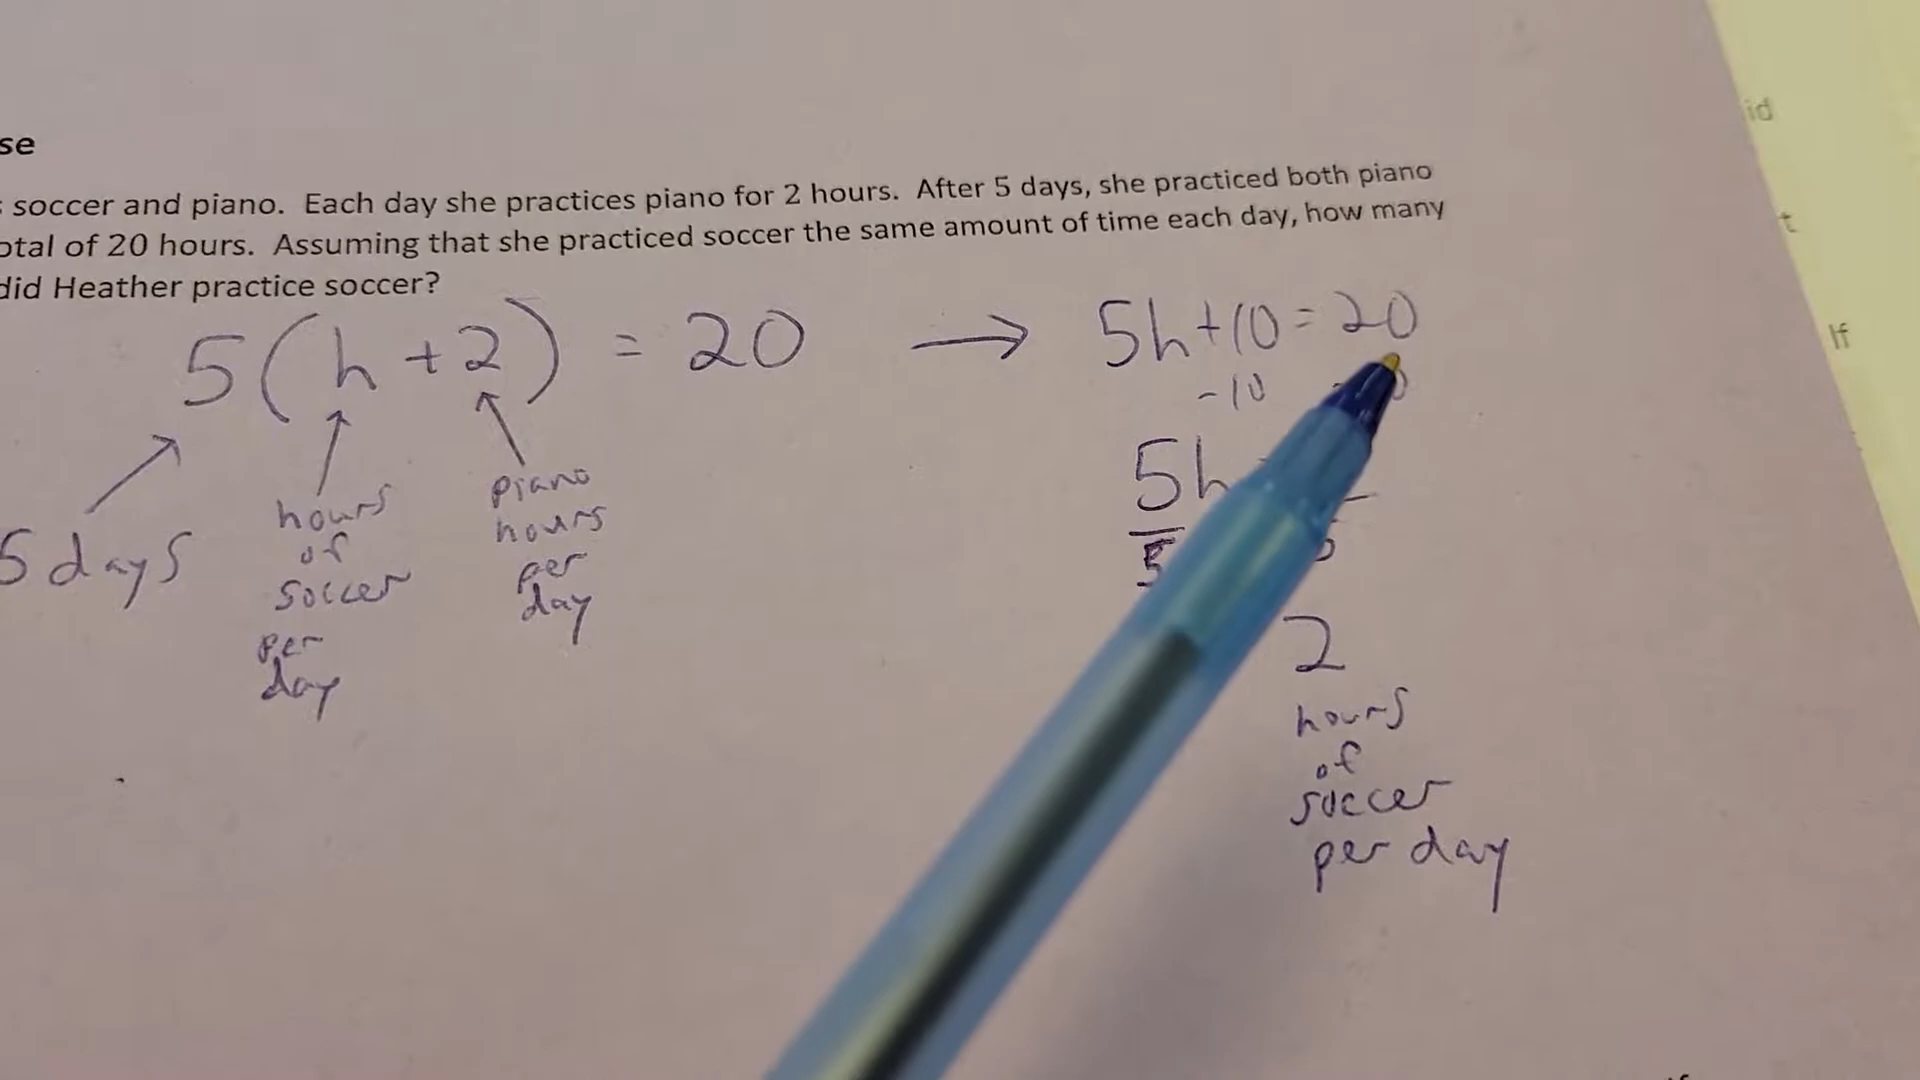 se
soccer and piano. Each day she practices piano for 2 hours. After 5 days, she practiced both piano
otal of 20 hours. Assuming that she practiced soccer the same amount of time each day, how many
did Heather practice soccer?
5(h+2) = 20 → 5h+10=20
-10
5h
5 5
5 days
hours
of
soccer
per
day
piano
hours
per
day
2
hours
of
soccer
per day
id
t
If